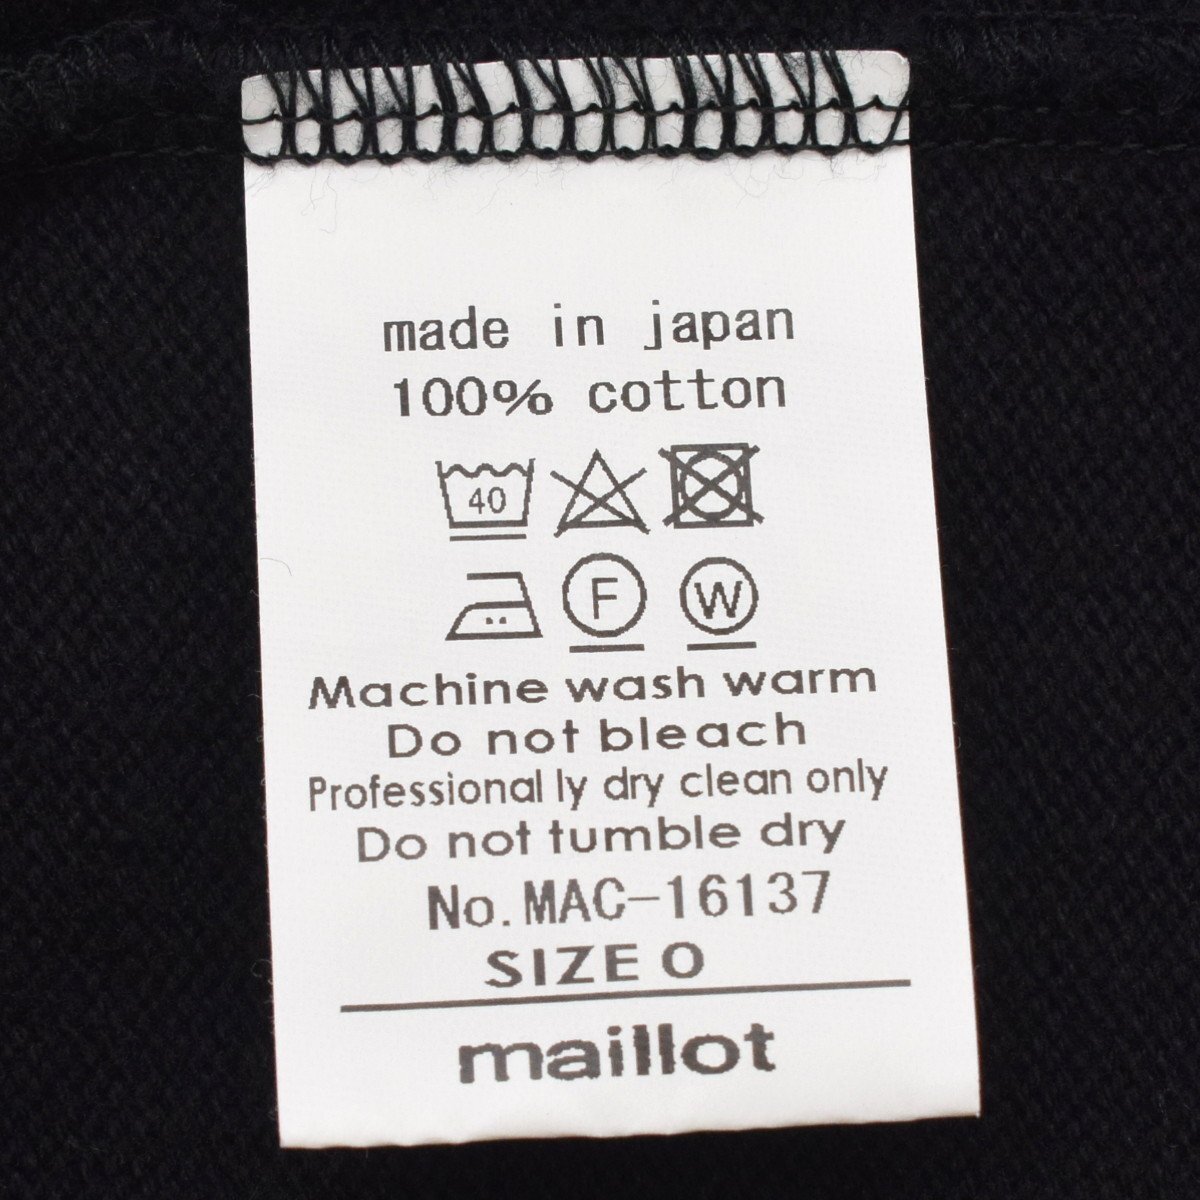 made in japan
100% cotton
40
F W
Machine wash warm
Do not bleach
Professional ly dry clean only
Do not tumble dry
No. MAC-16137
SIZE 0
maillot